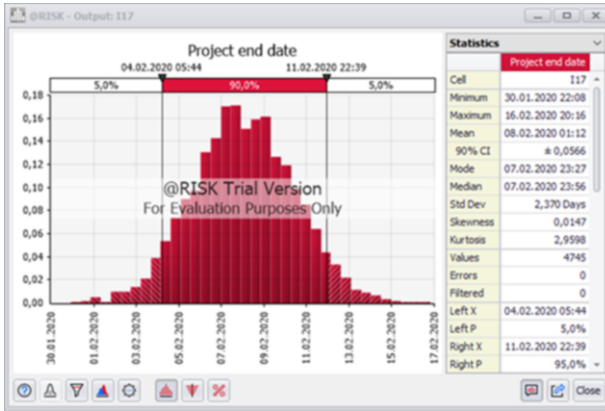 @RISK - Output: I17
Project end date
04.02.2020 05:44 11.02.2020 22:39
5,0% 90,0% 5,0%
0,18
0,16
0,14
0,12
0,10
0,08
0,06
0,04
0,02
0,00
@RISK Trial Version
For Evaluation Purposes Only
30.01.2020
01.02.2020
03.02.2020
05.02.2020
07.02.2020
09.02.2020
11.02.2020
13.02.2020
15.02.2020
17.02.2020
Statistics
Project end date
Cell I17
Minimum 30.01.2020 22:08
Maximum 16.02.2020 20:16
Mean 08.02.2020 01:12
90% CI ± 0,0566
Mode 07.02.2020 23:27
Median 07.02.2020 23:56
Std Dev 2,370 Days
Skewness 0,0147
Kurtosis 2,9598
Values 4745
Errors 0
Filtered 0
Left X 04.02.2020 05:44
Left P 5,0%
Right X 11.02.2020 22:39
Right P 95,0%
Close